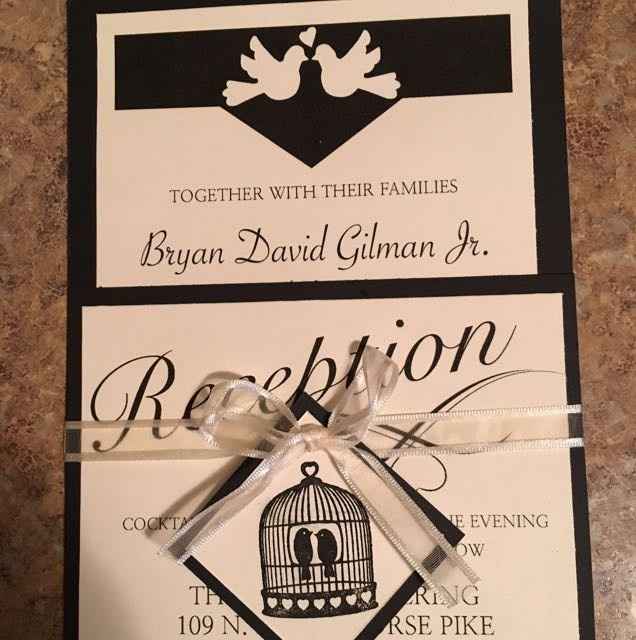 TOGETHER WITH THEIR FAMILIES
Bryan David Gilman Jr.
Reception
EVENING
109 N. PIKE